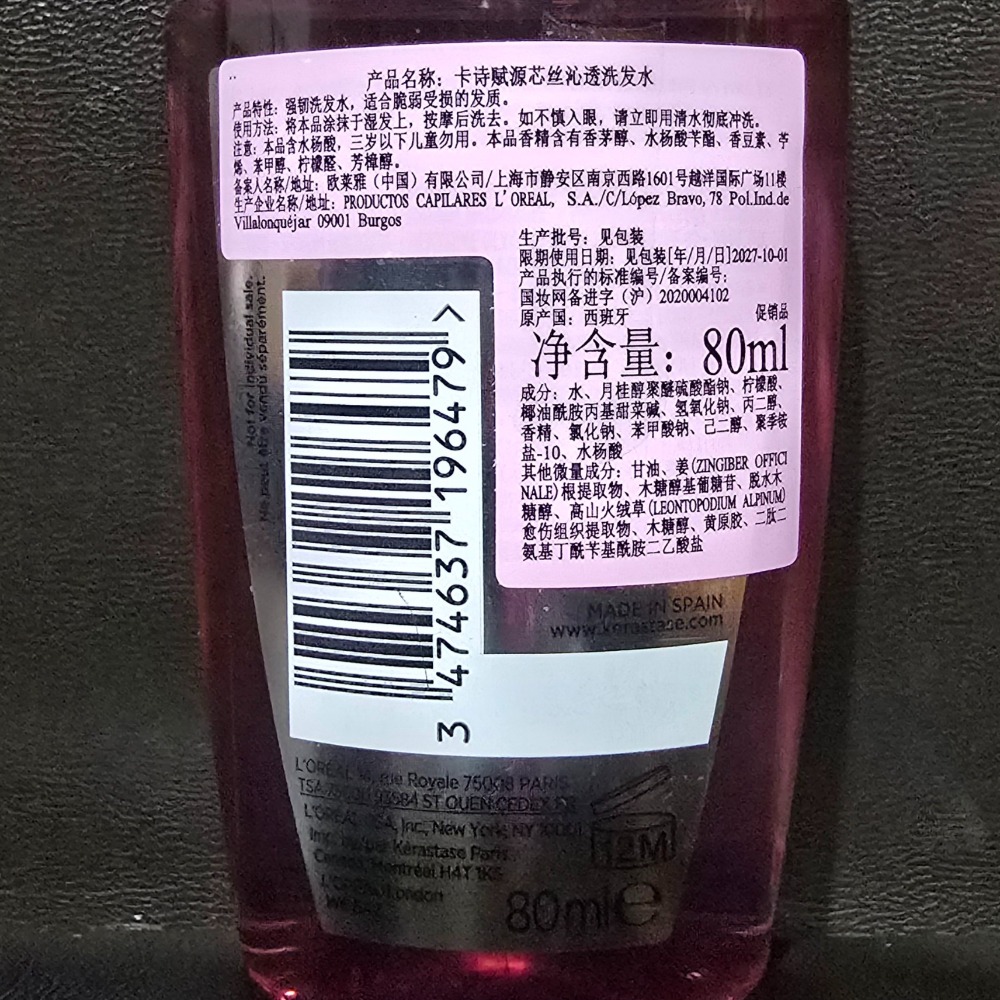 产品名称：卡诗赋源芯丝沁透洗发水
产品特性：强韧洗发水，适合脆弱受损的发质。
使用方法：将本品涂抹于湿发上，按摩后洗去。如不慎入眼，请立即用清水彻底冲洗。
注意：本品含水杨酸，三岁以下儿童勿用。本品香精含有香茅醇、水杨酸苄酯、香豆素、苧
烯、苯甲醇、柠檬醛、芳樟醇。
备案人名称/地址：欧莱雅（中国）有限公司/上海市静安区南京西路1601号越洋国际广场11楼
生产企业名称/地址：PRODUCTOS CAPILARES L'OREAL, S.A./C/López Bravo, 78 Pol.Ind.de
Villalonquéjar 09001 Burgos
生产批号：见包装
限期使用日期：见包装[年/月/日]2027-10-01
产品执行的标准编号/备案编号：
国妆网备进字（沪）2020004102
原产国：西班牙
促销品
净含量：80ml
成分：水、月桂醇聚醚硫酸酯钠、柠檬酸、
椰油酰胺丙基甜菜碱、氢氧化钠、丙二醇、
香精、氯化钠、苯甲酸钠、己二醇、聚季铵
盐-10、水杨酸
其他微量成分：甘油、姜(ZINGIBER OFFICI
NALE)根提取物、木糖醇基葡糖苷、脱水木
糖醇、高山火绒草(LEONTOPODIUM ALPINUM)
愈伤组织提取物、木糖醇、黄原胶、二肽二
氨基丁酰苄基酰胺二乙酸盐
Not for individual sale.
Ne peut être vendu séparément.
3 474637 196479 >
MADE IN SPAIN
www.kerastase.com
L'ORÉAL 14, rue Royale 75008 PARIS
TSA 93584 ST OUEN CEDEX FR
L'ORÉAL USA, Inc., New York, NY 10001
Kérastase Paris
Canada, Montréal H4T 1K5
L'ORÉAL London
12M
80ml e